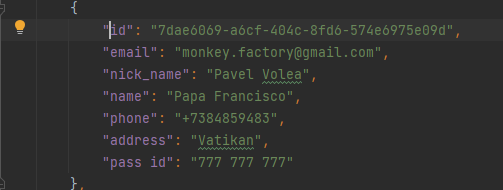 {
"id": "7dae6069-a6cf-404c-8fd6-574e6975e09d",
"email": "monkey.factory@gmail.com",
"nick_name": "Pavel Volea",
"name": "Papa Francisco",
"phone": "+7384859483",
"address": "Vatikan",
"pass id": "777 777 777"
},